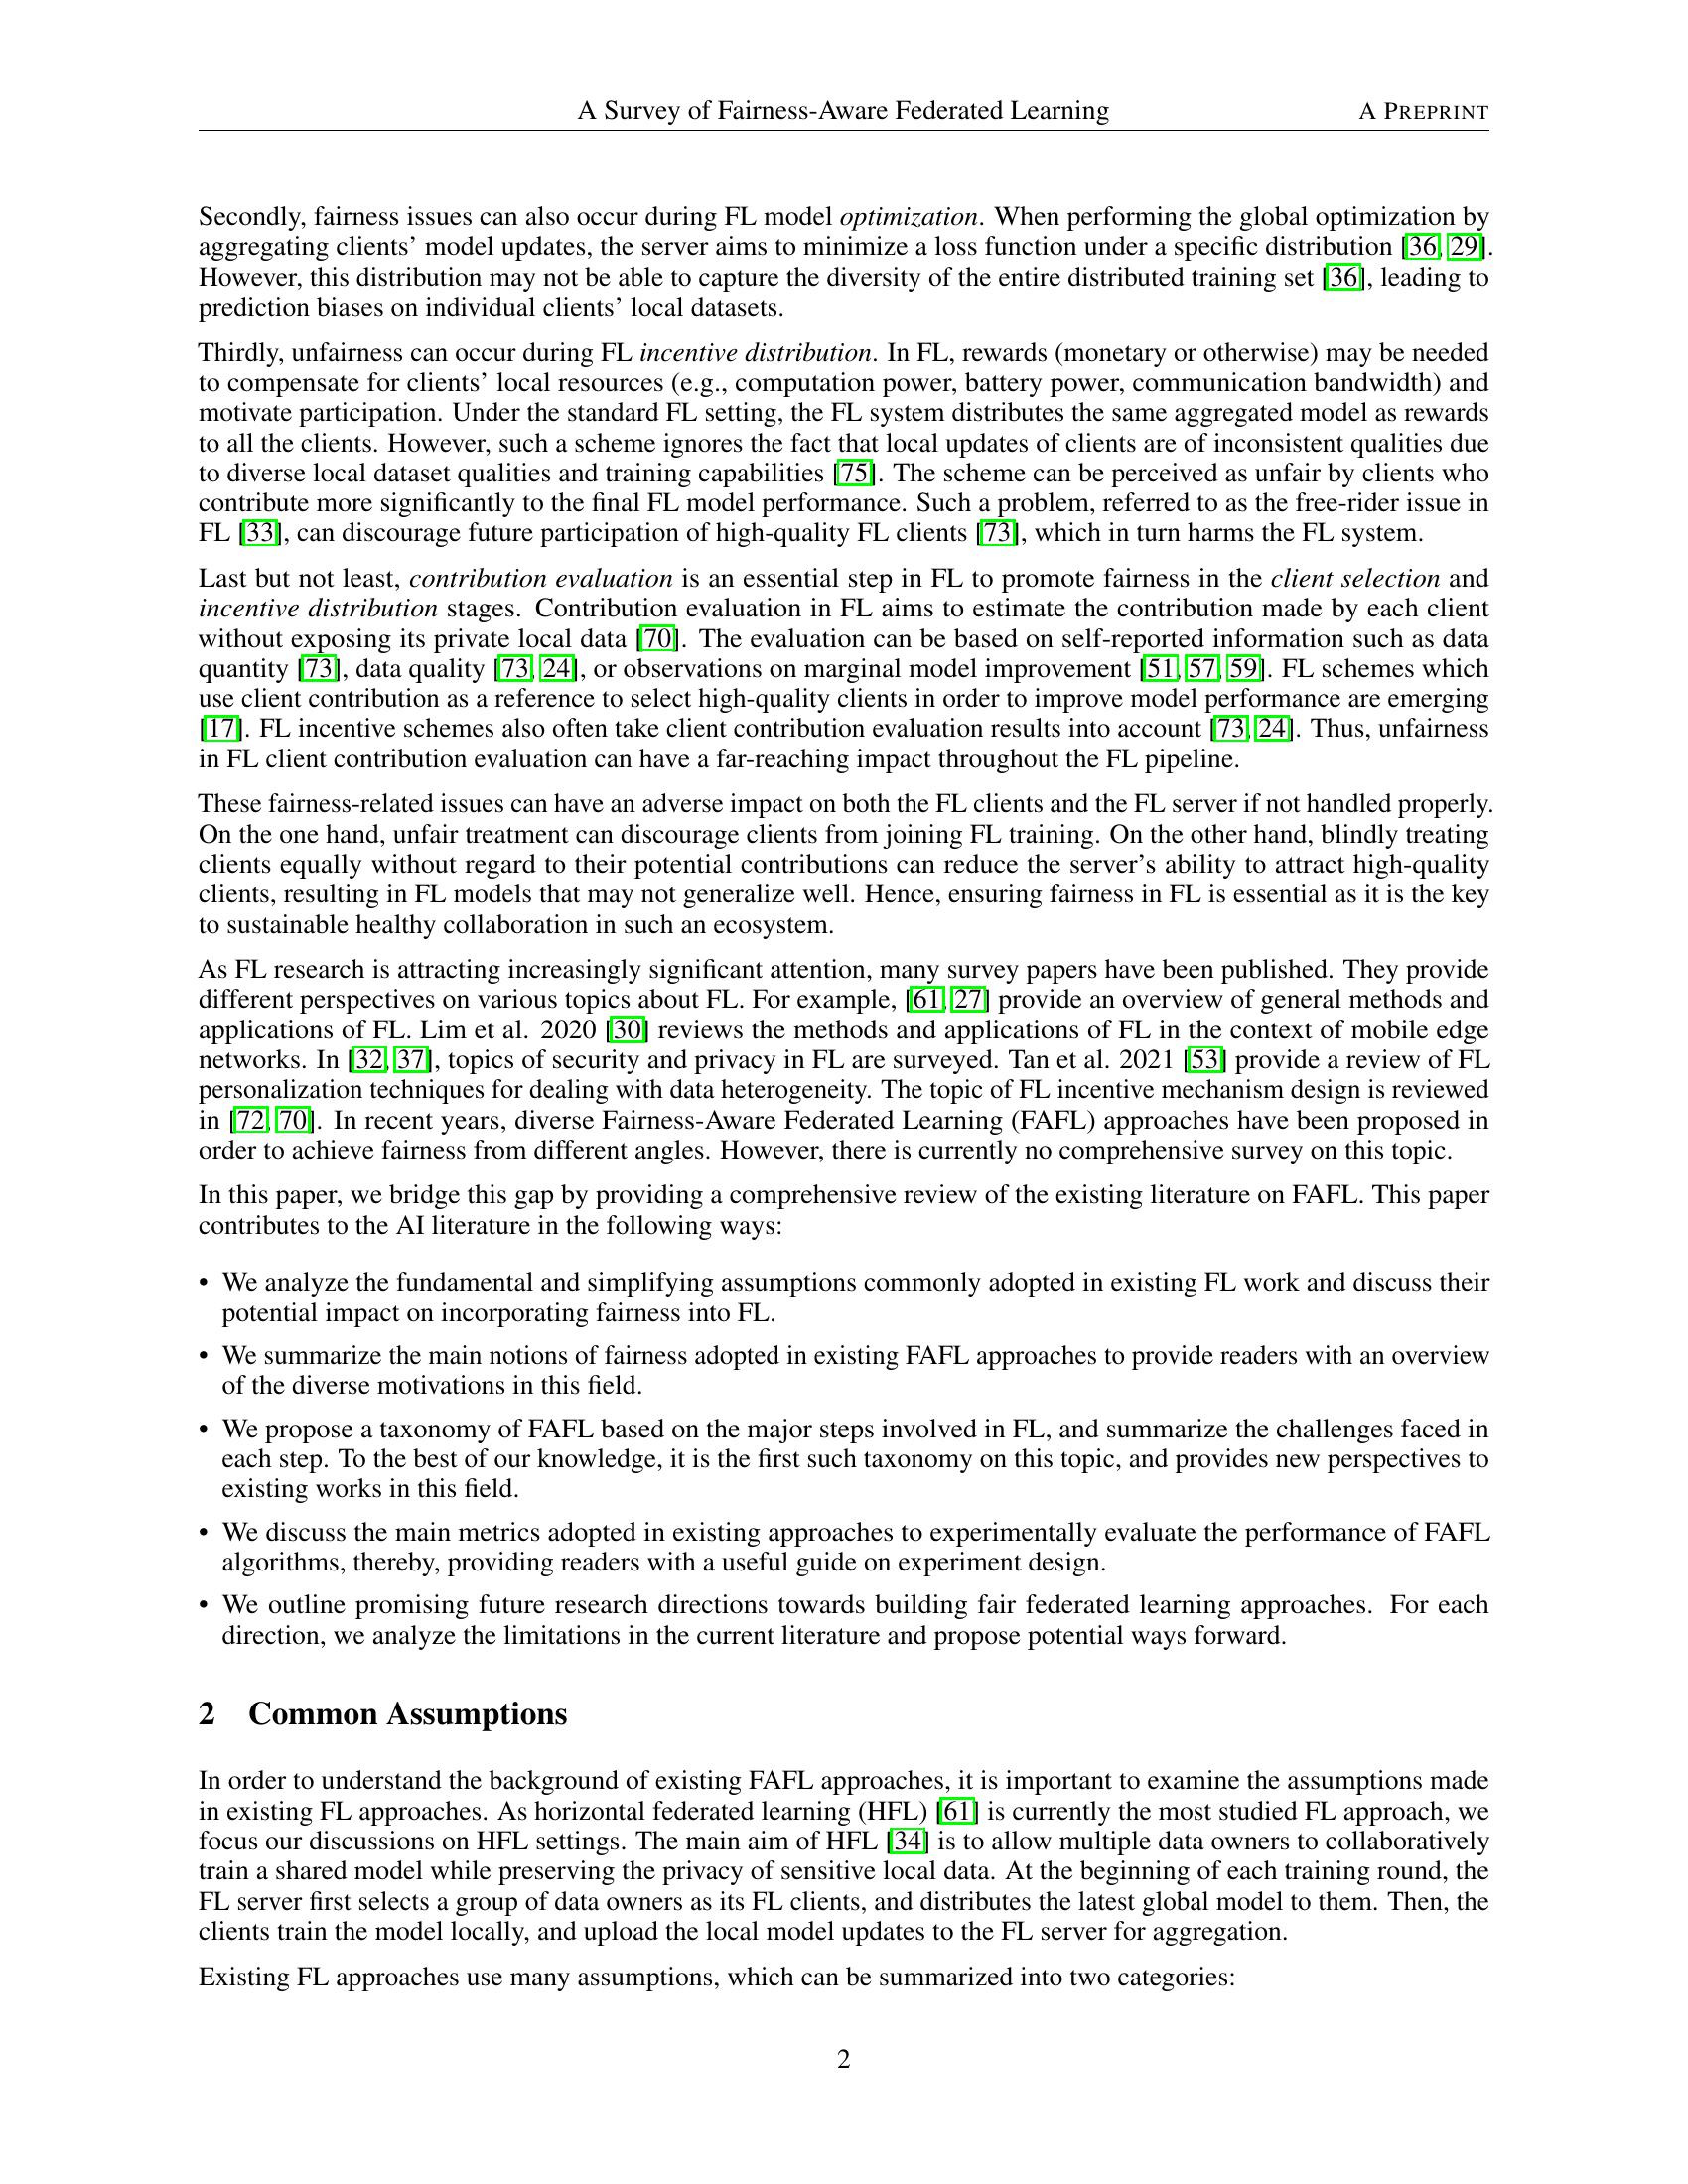 A Survey of Fairness-Aware Federated Learning A PREPRINT
Secondly, fairness issues can also occur during FL model optimization. When performing the global optimization by
aggregating clients' model updates, the server aims to minimize a loss function under a specific distribution [36, 29].
However, this distribution may not be able to capture the diversity of the entire distributed training set [36], leading to
prediction biases on individual clients' local datasets.
Thirdly, unfairness can occur during FL incentive distribution. In FL, rewards (monetary or otherwise) may be needed
to compensate for clients' local resources (e.g., computation power, battery power, communication bandwidth) and
motivate participation. Under the standard FL setting, the FL system distributes the same aggregated model as rewards
to all the clients. However, such a scheme ignores the fact that local updates of clients are of inconsistent qualities due
to diverse local dataset qualities and training capabilities [75]. The scheme can be perceived as unfair by clients who
contribute more significantly to the final FL model performance. Such a problem, referred to as the free-rider issue in
FL [33], can discourage future participation of high-quality FL clients [73], which in turn harms the FL system.
Last but not least, contribution evaluation is an essential step in FL to promote fairness in the client selection and
incentive distribution stages. Contribution evaluation in FL aims to estimate the contribution made by each client
without exposing its private local data [70]. The evaluation can be based on self-reported information such as data
quantity [73], data quality [73, 24], or observations on marginal model improvement [51, 57, 59]. FL schemes which
use client contribution as a reference to select high-quality clients in order to improve model performance are emerging
[17]. FL incentive schemes also often take client contribution evaluation results into account [73, 24]. Thus, unfairness
in FL client contribution evaluation can have a far-reaching impact throughout the FL pipeline.
These fairness-related issues can have an adverse impact on both the FL clients and the FL server if not handled properly.
On the one hand, unfair treatment can discourage clients from joining FL training. On the other hand, blindly treating
clients equally without regard to their potential contributions can reduce the server's ability to attract high-quality
clients, resulting in FL models that may not generalize well. Hence, ensuring fairness in FL is essential as it is the key
to sustainable healthy collaboration in such an ecosystem.
As FL research is attracting increasingly significant attention, many survey papers have been published. They provide
different perspectives on various topics about FL. For example, [61, 27] provide an overview of general methods and
applications of FL. Lim et al. 2020 [30] reviews the methods and applications of FL in the context of mobile edge
networks. In [32, 37], topics of security and privacy in FL are surveyed. Tan et al. 2021 [53] provide a review of FL
personalization techniques for dealing with data heterogeneity. The topic of FL incentive mechanism design is reviewed
in [72, 70]. In recent years, diverse Fairness-Aware Federated Learning (FAFL) approaches have been proposed in
order to achieve fairness from different angles. However, there is currently no comprehensive survey on this topic.
In this paper, we bridge this gap by providing a comprehensive review of the existing literature on FAFL. This paper
contributes to the AI literature in the following ways:
• We analyze the fundamental and simplifying assumptions commonly adopted in existing FL work and discuss their
potential impact on incorporating fairness into FL.
• We summarize the main notions of fairness adopted in existing FAFL approaches to provide readers with an overview
of the diverse motivations in this field.
• We propose a taxonomy of FAFL based on the major steps involved in FL, and summarize the challenges faced in
each step. To the best of our knowledge, it is the first such taxonomy on this topic, and provides new perspectives to
existing works in this field.
• We discuss the main metrics adopted in existing approaches to experimentally evaluate the performance of FAFL
algorithms, thereby, providing readers with a useful guide on experiment design.
• We outline promising future research directions towards building fair federated learning approaches. For each
direction, we analyze the limitations in the current literature and propose potential ways forward.
2 Common Assumptions
In order to understand the background of existing FAFL approaches, it is important to examine the assumptions made
in existing FL approaches. As horizontal federated learning (HFL) [61] is currently the most studied FL approach, we
focus our discussions on HFL settings. The main aim of HFL [34] is to allow multiple data owners to collaboratively
train a shared model while preserving the privacy of sensitive local data. At the beginning of each training round, the
FL server first selects a group of data owners as its FL clients, and distributes the latest global model to them. Then, the
clients train the model locally, and upload the local model updates to the FL server for aggregation.
Existing FL approaches use many assumptions, which can be summarized into two categories:
2